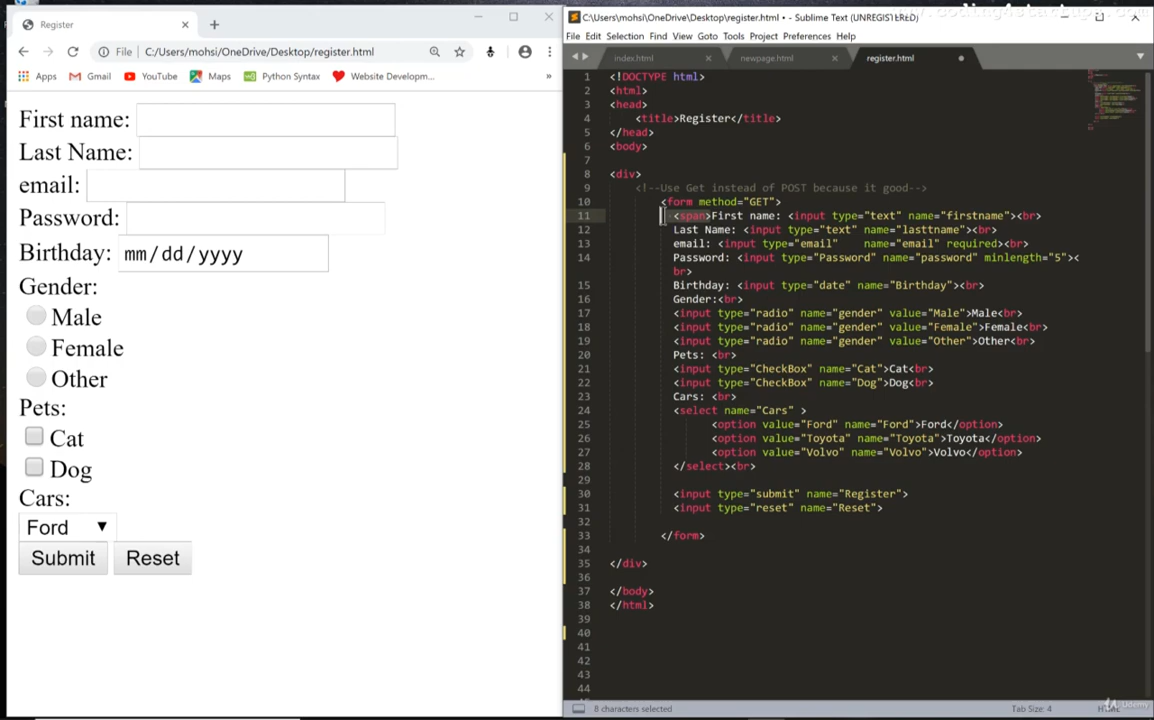 Register
File C:/Users/mohsi/OneDrive/Desktop/register.html
Apps Gmail YouTube Maps Python Syntax Website Developm... »
First name:
Last Name:
email:
Password:
Birthday: mm/dd/yyyy
Gender:
Male
Female
Other
Pets:
Cat
Dog
Cars:
Ford
Submit Reset
C:\Users\mohsi\OneDrive\Desktop\register.html • - Sublime Text (UNREGISTERED)
File Edit Selection Find View Goto Tools Project Preferences Help
index.html newpage.html register.html
1 <!DOCTYPE html>
2 <html>
3 <head>
4 <title>Register</title>
5 </head>
6 <body>
7
8 <div>
9 <!--Use Get instead of POST because it good-->
10 <form method="GET">
11 <span>First name: <input type="text" name="firstname"><br>
12 Last Name: <input type="text" name="lasttname"><br>
13 email: <input type="email" name="email" required><br>
14 Password: <input type="Password" name="password" minlength="5"><
br>
15 Birthday: <input type="date" name="Birthday"><br>
16 Gender:<br>
17 <input type="radio" name="gender" value="Male">Male<br>
18 <input type="radio" name="gender" value="Female">Female<br>
19 <input type="radio" name="gender" value="Other">Other<br>
20 Pets: <br>
21 <input type="CheckBox" name="Cat">Cat<br>
22 <input type="CheckBox" name="Dog">Dog<br>
23 Cars: <br>
24 <select name="Cars" >
25 <option value="Ford" name="Ford">Ford</option>
26 <option value="Toyota" name="Toyota">Toyota</option>
27 <option value="Volvo" name="Volvo">Volvo</option>
28 </select><br>
29
30 <input type="submit" name="Register">
31 <input type="reset" name="Reset">
32
33 </form>
34
35 </div>
36
37 </body>
38 </html>
39
40
41
42
43
44
8 characters selected Tab Size: 4 HTML
Udemy